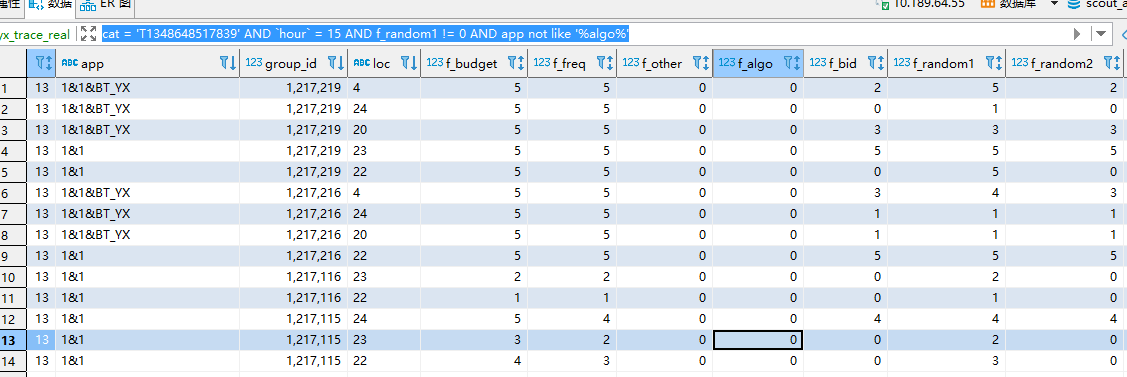 属性 数据 ER 图 10.189.64.55 数据库 scout_a
yx_trace_real cat = 'T1348648517839' AND `hour` = 15 AND f_random1 != 0 AND app not like '%algo%'
ABC app 123 group_id ABC loc 123 f_budget 123 f_freq 123 f_other 123 f_algo 123 f_bid 123 f_random1 123 f_random2
1 13 1&1&BT_YX 1,217,219 4 5 5 0 0 2 5 2
2 13 1&1&BT_YX 1,217,219 24 5 5 0 0 0 1 0
3 13 1&1&BT_YX 1,217,219 20 5 5 0 0 3 3 3
4 13 1&1 1,217,219 23 5 5 0 0 5 5 5
5 13 1&1 1,217,219 22 5 5 0 0 0 5 0
6 13 1&1&BT_YX 1,217,216 4 5 5 0 0 3 4 3
7 13 1&1&BT_YX 1,217,216 24 5 5 0 0 1 1 1
8 13 1&1&BT_YX 1,217,216 20 5 5 0 0 1 1 1
9 13 1&1 1,217,216 22 5 5 0 0 5 5 5
10 13 1&1 1,217,116 23 2 2 0 0 0 2 0
11 13 1&1 1,217,116 22 1 1 0 0 0 1 0
12 13 1&1 1,217,115 24 5 4 0 0 4 4 4
13 13 1&1 1,217,115 23 3 2 0 0 0 2 0
14 13 1&1 1,217,115 22 4 3 0 0 0 3 0